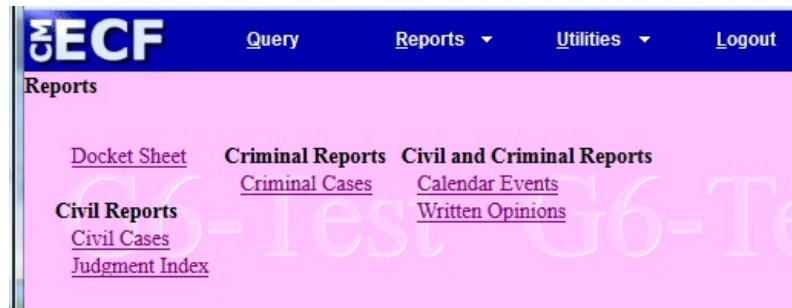 CM ECF Query Reports Utilities Logout
Reports
Docket Sheet
Civil Reports
Civil Cases
Judgment Index
Criminal Reports
Criminal Cases
Civil and Criminal Reports
Calendar Events
Written Opinions
G6-Test G6-Te